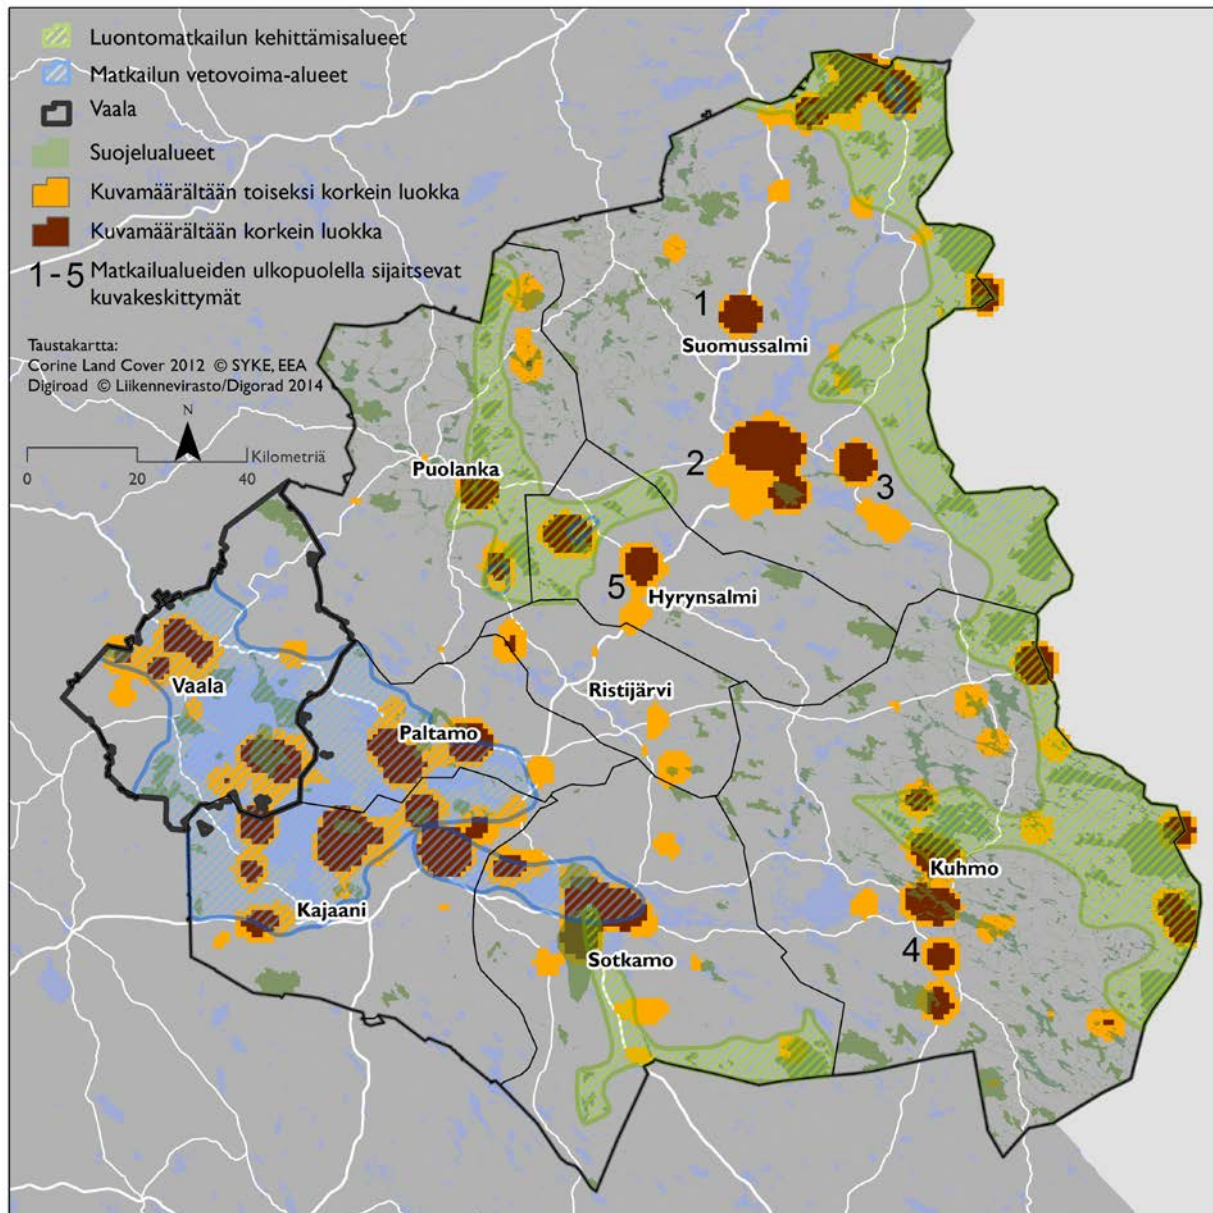 Luontomatkailun kehittämisalueet
Matkailun vetovoima-alueet
Vaala
Suojelualueet
Kuvamäärältään toiseksi korkein luokka
Kuvamäärältään korkein luokka
1-5 Matkailualueiden ulkopuolella sijaitsevat
kuvakeskittymät
Taustakartta:
Corine Land Cover 2012 © SYKE, EEA
Digiroad © Liikennevirasto/Digorad 2014
N
Kilometriä
0 20 40
1
Suomussalmi
2
3
Puolanka
5
Hyrynsalmi
Vaala
Ristijärvi
Paltamo
Kuhmo
Kajaani
4
Sotkamo